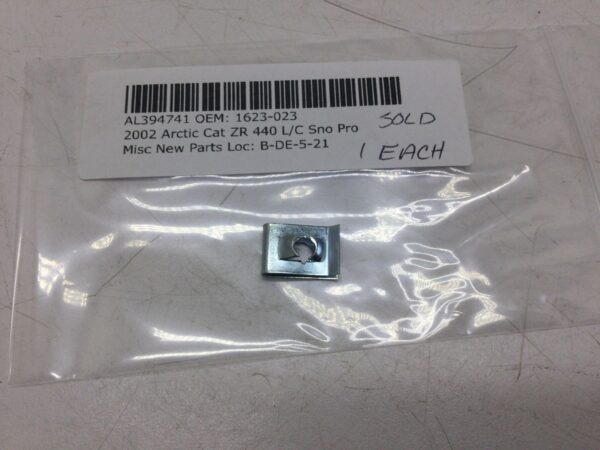 AL394741 OEM: 1623-023
2002 Arctic Cat ZR 440 L/C Sno Pro
Misc New Parts Loc: B-DE-5-21
SOLD
1 EACH